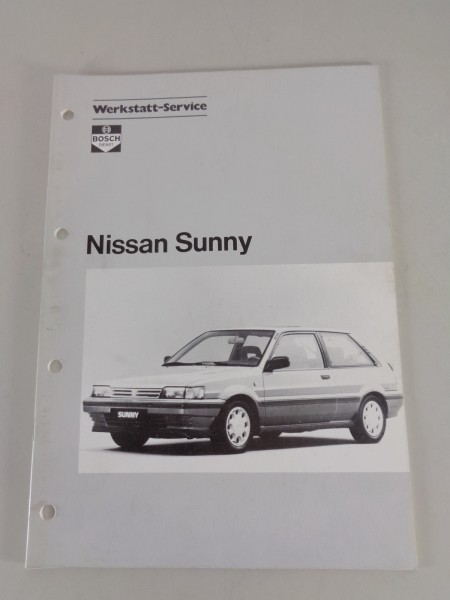 Werkstatt-Service
BOSCH
DIENST
Nissan Sunny
SUNNY